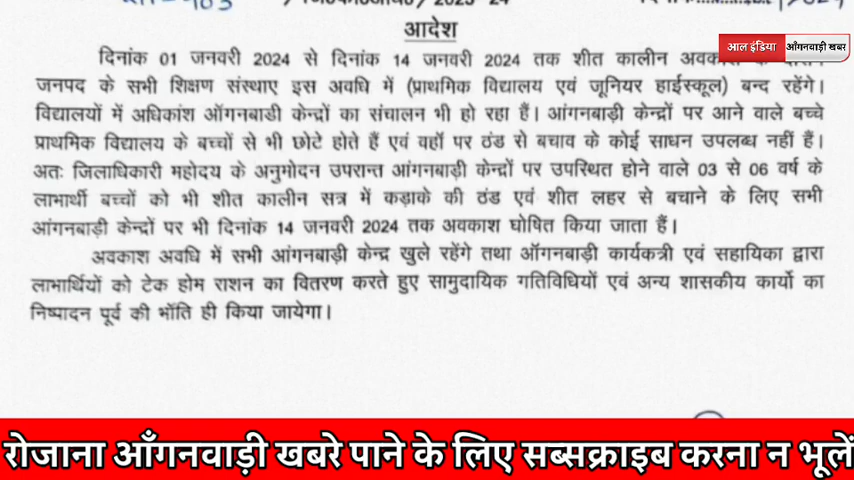 2023-24
आदेश
आल इंडिया आँगनवाड़ी खबर
दिनांक 01 जनवरी 2024 से दिनांक 14 जनवरी 2024 तक शीत कालीन
जनपद के सभी शिक्षण संस्थाए इस अवधि में (प्राथमिक विद्यालय एवं जूनियर हाईस्कूल) बन्द रहेंगे।
विद्यालयों में अधिकांश ऑगनबाडी केन्द्रों का संचालन भी हो रहा हैं। आंगनबाड़ी केन्द्रों पर आने वाले बच्चे
प्राथमिक विद्यालय के बच्चों से भी छोटे होते हैं एवं वहॉ पर ठंड से बचाव के कोई साधन उपलब्ध नहीं हैं।
अतः जिलाधिकारी महोदय के अनुमोदन उपरान्त आंगनबाड़ी केन्द्रों पर उपस्थित होने वाले 03 से 06 वर्ष के
लाभार्थी बच्चों को भी शीत कालीन सत्र में कड़ाके की ठंड एवं शीत लहर से बचाने के लिए सभी
आंगनबाड़ी केन्द्रों पर भी दिनांक 14 जनवरी 2024 तक अवकाश घोषित किया जाता हैं।
अवकाश अवधि में सभी आंगनबाड़ी केन्द्र खुले रहेंगे तथा ऑगनबाड़ी कार्यकत्री एवं सहायिका द्वारा
लाभार्थियों को टेक होम राशन का वितरण करते हुए सामुदायिक गतिविधियों एवं अन्य शासकीय कार्यो का
निष्पादन पूर्व की भॉति ही किया जायेगा।
रोजाना आँगनवाड़ी खबरे पाने के लिए सब्सक्राइब करना न भूलें